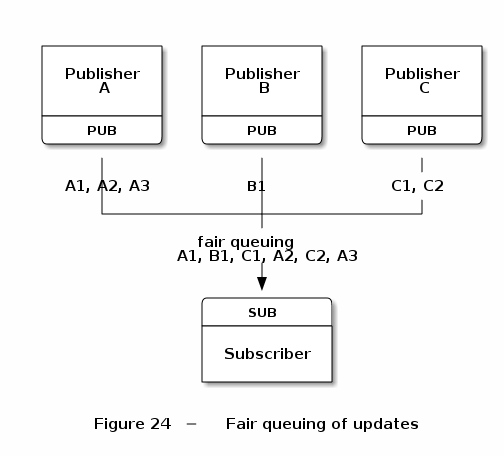 Publisher A
Publisher B
Publisher C
PUB
PUB
PUB
A1, A2, A3
B1
C1, C2
fair queuing
A1, B1, C1, A2, C2, A3
SUB
Subscriber
Figure 24 – Fair queuing of updates